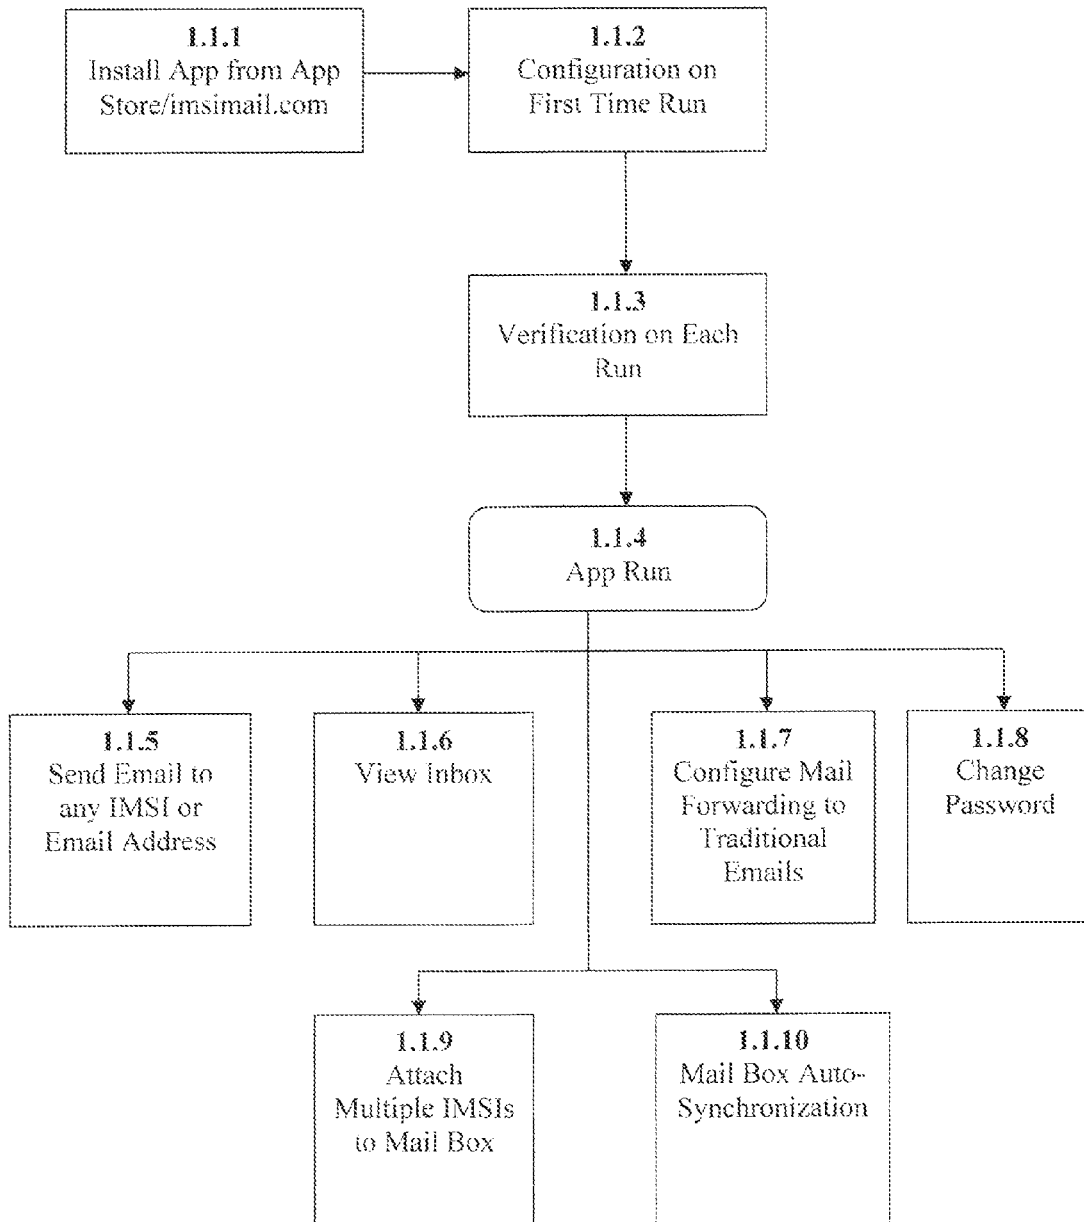 1.1.1
Install App from App
Store/imsimail.com
1.1.2
Configuration on
First Time Run
1.1.3
Verification on Each
Run
1.1.4
App Run
1.1.5
Send Email to
any IMSI or
Email Address
1.1.6
View Inbox
1.1.7
Configure Mail
Forwarding to
Traditional
Emails
1.1.8
Change
Password
1.1.9
Attach
Multiple IMSIs
to Mail Box
1.1.10
Mail Box Auto-
Synchronization